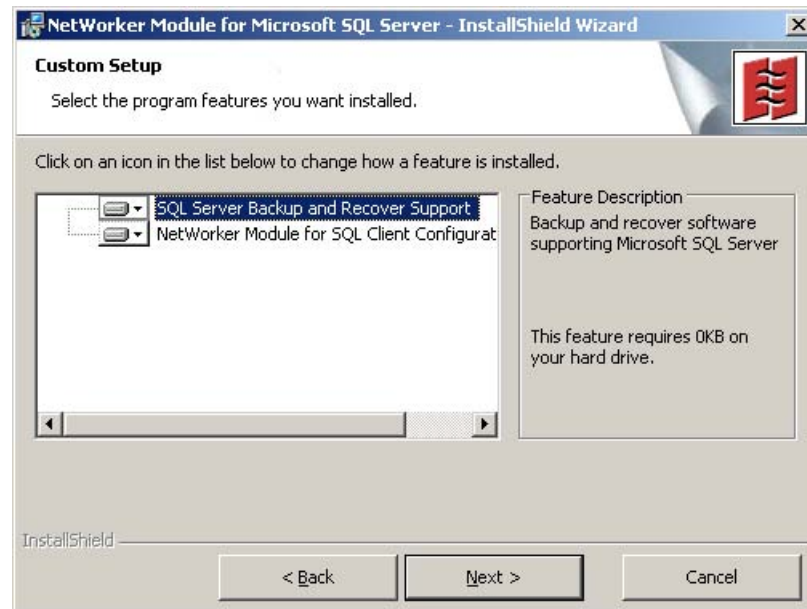 NetWorker Module for Microsoft SQL Server - InstallShield Wizard
Custom Setup
Select the program features you want installed.
Click on an icon in the list below to change how a feature is installed.
SQL Server Backup and Recover Support
NetWorker Module for SQL Client Configurat
Feature Description
Backup and recover software
supporting Microsoft SQL Server
This feature requires 0KB on
your hard drive.
InstallShield
< Back
Next >
Cancel